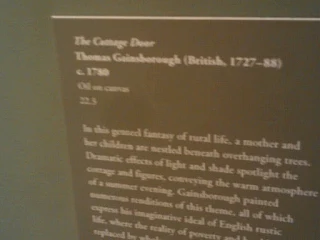 The Cottage Door
Thomas Gainsborough (British, 1727–88)
c. 1780
Oil on canvas
22.3
In this genteel fantasy of rural life, a mother and
her children are nestled beneath overhanging trees.
Dramatic effects of light and shade spotlight the
cottage and figures, conveying the warm atmosphere
of a summer evening. Gainsborough painted
numerous renditions of this theme, all of which
express his imaginative ideal of English rustic
life, where the reality of poverty
replaced by